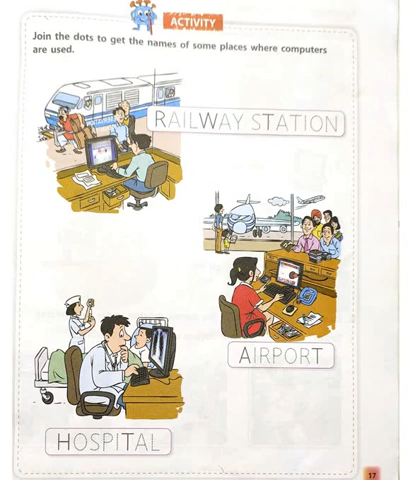 ACTIVITY
Join the dots to get the names of some places where computers
are used.
RAILWAY STATION
AIRPORT
HOSPITAL
17